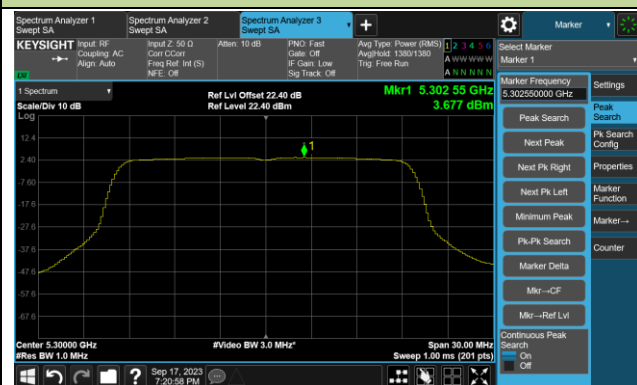 Spectrum Analyzer 1
Swept SA
Spectrum Analyzer 2
Swept SA
Spectrum Analyzer 3
Swept SA
+
Marker
KEYSIGHT
Input: RF
Coupling: AC
Align: Auto
Input Z: 50 Ω
Corr CCorr
Freq Ref: Int (S)
NFE: Off
Atten: 10 dB
PNO: Fast
Gate: Off
IF Gain: Low
Sig Track: Off
Avg Type: Power (RMS)
Avg|Hold: 1380/1380
Trig: Free Run
1 2 3 4 5 6
A W W W W W
A N N N N N
LXI
Select Marker
Marker 1
1 Spectrum
Scale/Div 10 dB
Log
Ref Lvl Offset 22.40 dB
Ref Level 22.40 dBm
Mkr1 5.302 55 GHz
3.677 dBm
12.4
2.40
-7.60
-17.6
-27.6
-37.6
-47.6
-57.6
-67.6
1
Center 5.30000 GHz
#Res BW 1.0 MHz
#Video BW 3.0 MHz*
Span 30.00 MHz
Sweep 1.00 ms (201 pts)
Marker Frequency
5.302550000 GHz
Peak Search
Next Peak
Next Pk Right
Next Pk Left
Minimum Peak
Pk-Pk Search
Marker Delta
Mkr→CF
Mkr→Ref Lvl
Continuous Peak
Search
On
Off
Settings
Peak
Search
Pk Search
Config
Properties
Marker
Function
Marker→
Counter
?
Sep 17, 2023
7:20:58 PM